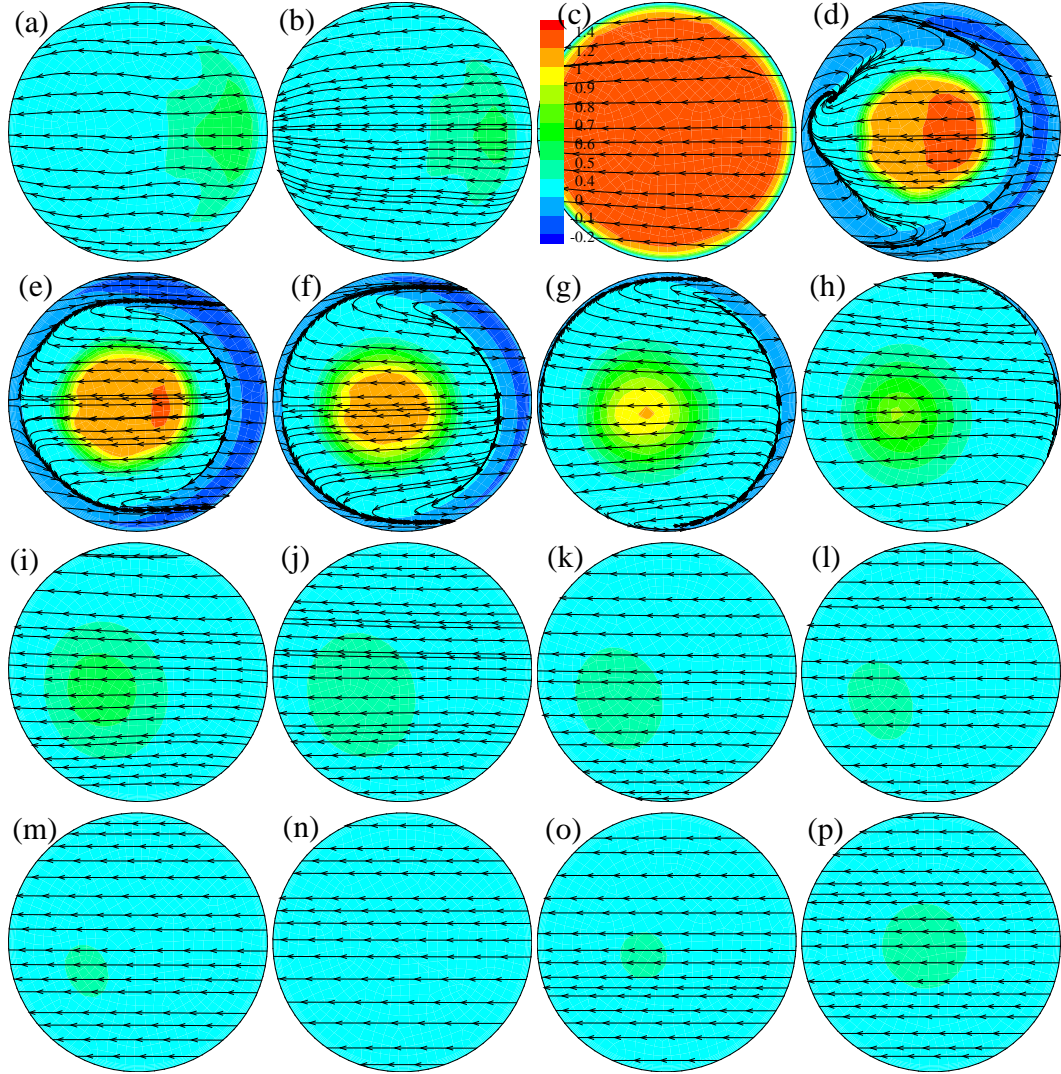 (a)
(b)
(c)
(d)
1.4
1.2
1
0.9
0.8
0.7
0.6
0.5
0.4
0
-0.1
-0.2
(e)
(f)
(g)
(h)
(i)
(j)
(k)
(l)
(m)
(n)
(o)
(p)